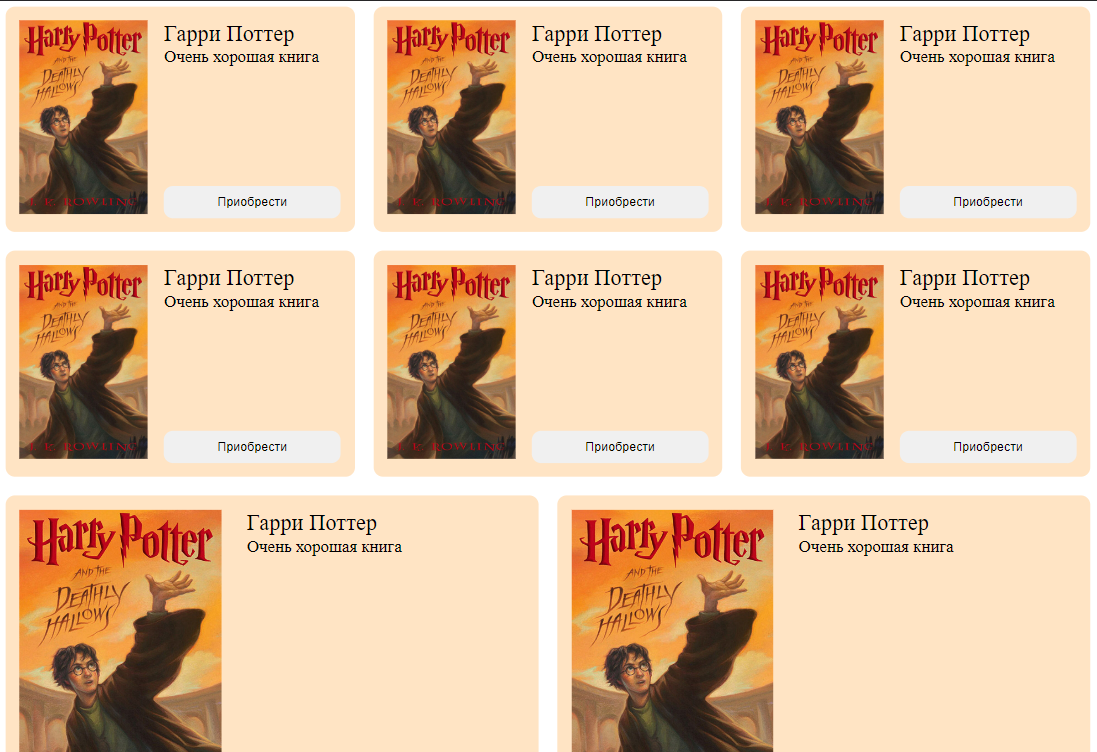 Harry Potter
AND THE
DEATHLY
HALLOWS
J. K. ROWLING
Гарри Поттер
Очень хорошая книга
Приобрести
Harry Potter
AND THE
DEATHLY
HALLOWS
J. K. ROWLING
Гарри Поттер
Очень хорошая книга
Приобрести
Harry Potter
AND THE
DEATHLY
HALLOWS
J. K. ROWLING
Гарри Поттер
Очень хорошая книга
Приобрести
Harry Potter
AND THE
DEATHLY
HALLOWS
J. K. ROWLING
Гарри Поттер
Очень хорошая книга
Приобрести
Harry Potter
AND THE
DEATHLY
HALLOWS
J. K. ROWLING
Гарри Поттер
Очень хорошая книга
Приобрести
Harry Potter
AND THE
DEATHLY
HALLOWS
J. K. ROWLING
Гарри Поттер
Очень хорошая книга
Приобрести
Harry Potter
AND THE
DEATHLY
HALLOWS
Гарри Поттер
Очень хорошая книга
Harry Potter
AND THE
DEATHLY
HALLOWS
Гарри Поттер
Очень хорошая книга